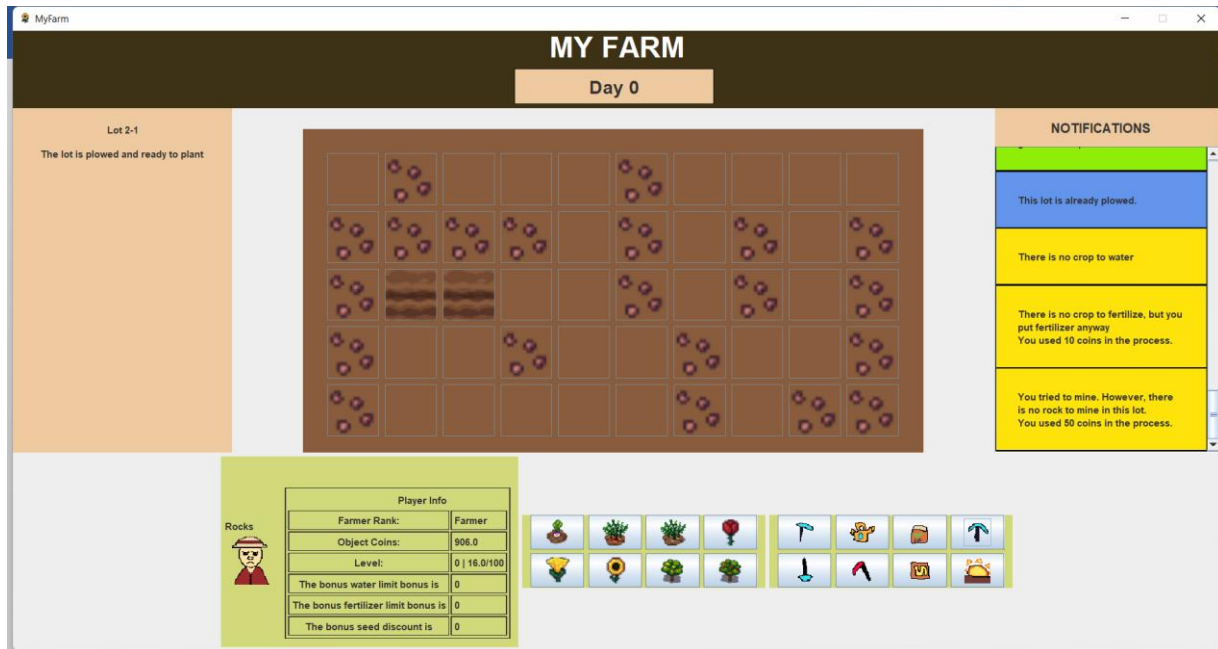 MyFarm
MY FARM
Day 0
Lot 2-1
The lot is plowed and ready to plant
NOTIFICATIONS
This lot is already plowed.
There is no crop to water
There is no crop to fertilize, but you
put fertilizer anyway
You used 10 coins in the process.
You tried to mine. However, there
is no rock to mine in this lot.
You used 50 coins in the process.
Rocks
Player Info
Farmer Rank: Farmer
Object Coins: 906.0
Level: 0 | 16.0/100
The bonus water limit bonus is 0
The bonus fertilizer limit bonus is 0
The bonus seed discount is 0